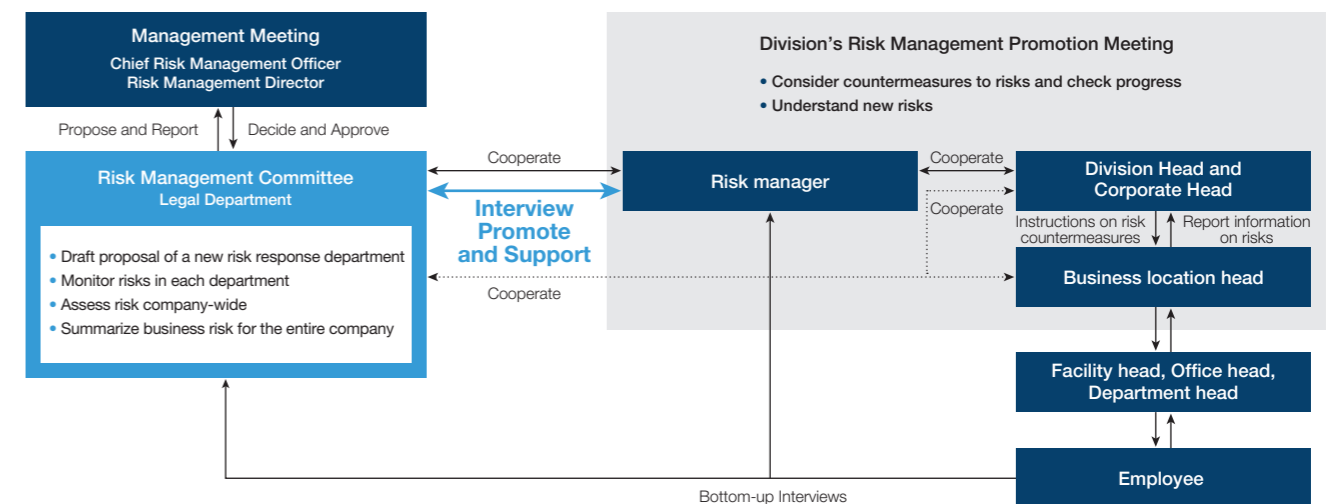 Management Meeting
Chief Risk Management Officer
Risk Management Director
Propose and Report
Decide and Approve
Risk Management Committee
Legal Department
• Draft proposal of a new risk response department
• Monitor risks in each department
• Assess risk company-wide
• Summarize business risk for the entire company
Cooperate
Interview
Promote
and Support
Cooperate
Division's Risk Management Promotion Meeting
• Consider countermeasures to risks and check progress
• Understand new risks
Risk manager
Cooperate
Cooperate
Division Head and
Corporate Head
Instructions on risk
countermeasures
Report information
on risks
Business location head
Facility head, Office head,
Department head
Employee
Bottom-up Interviews